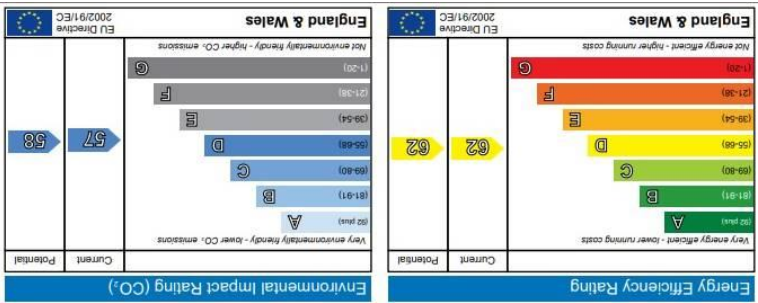 Energy Efficiency Rating
Current
Potential
Very energy efficient - lower running costs
(92 plus) A
(81-91) B
(69-80) C
(55-68) D
(39-54) E
(21-38) F
(1-20) G
62
62
Not energy efficient - higher running costs
England & Wales
EU Directive
2002/91/EC
Environmental Impact Rating (CO₂)
Current
Potential
Very environmentally friendly - lower CO₂ emissions
(92 plus) A
(81-91) B
(69-80) C
(55-68) D
(39-54) E
(21-38) F
(1-20) G
57
58
Not environmentally friendly - higher CO₂ emissions
England & Wales
EU Directive
2002/91/EC